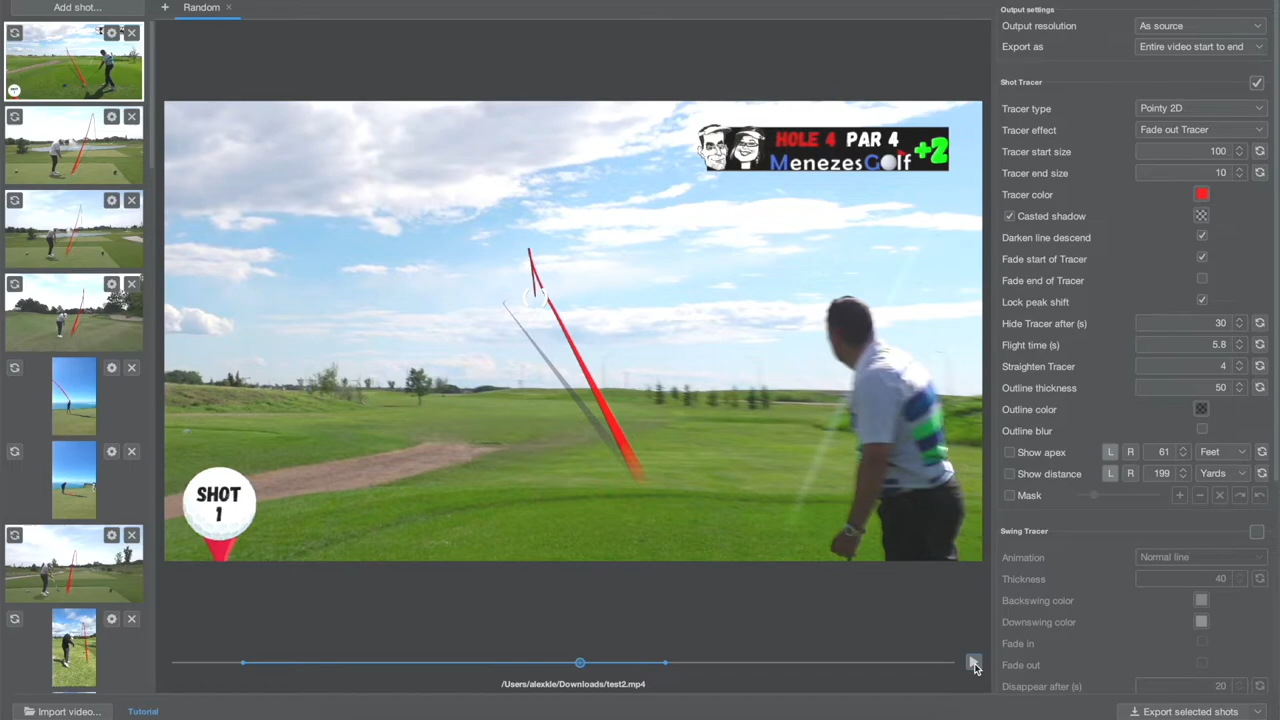 Add shot...
Random
Output settings
Output resolution As source
Export as Entire video start to end
Shot Tracer
Tracer type Pointy 2D
Tracer effect Fade out Tracer
Tracer start size 100
Tracer end size 10
Tracer color
Casted shadow
Darken line descend
Fade start of Tracer
Fade end of Tracer
Lock peak shift
Hide Tracer after (s) 30
Flight time (s) 5.8
Straighten Tracer 4
Outline thickness 50
Outline color
Outline blur
Show apex L R 61 Feet
Show distance L R 199 Yards
Mask
Swing Tracer
Animation Normal line
Thickness 40
Backswing color
Downswing color
Fade in
Fade out
Disappear after (s) 20
HOLE 4 PAR 4
MenezesGolf +2
SHOT
1
/Users/alexkle/Downloads/test2.mp4
Import video...
Tutorial
Export selected shots